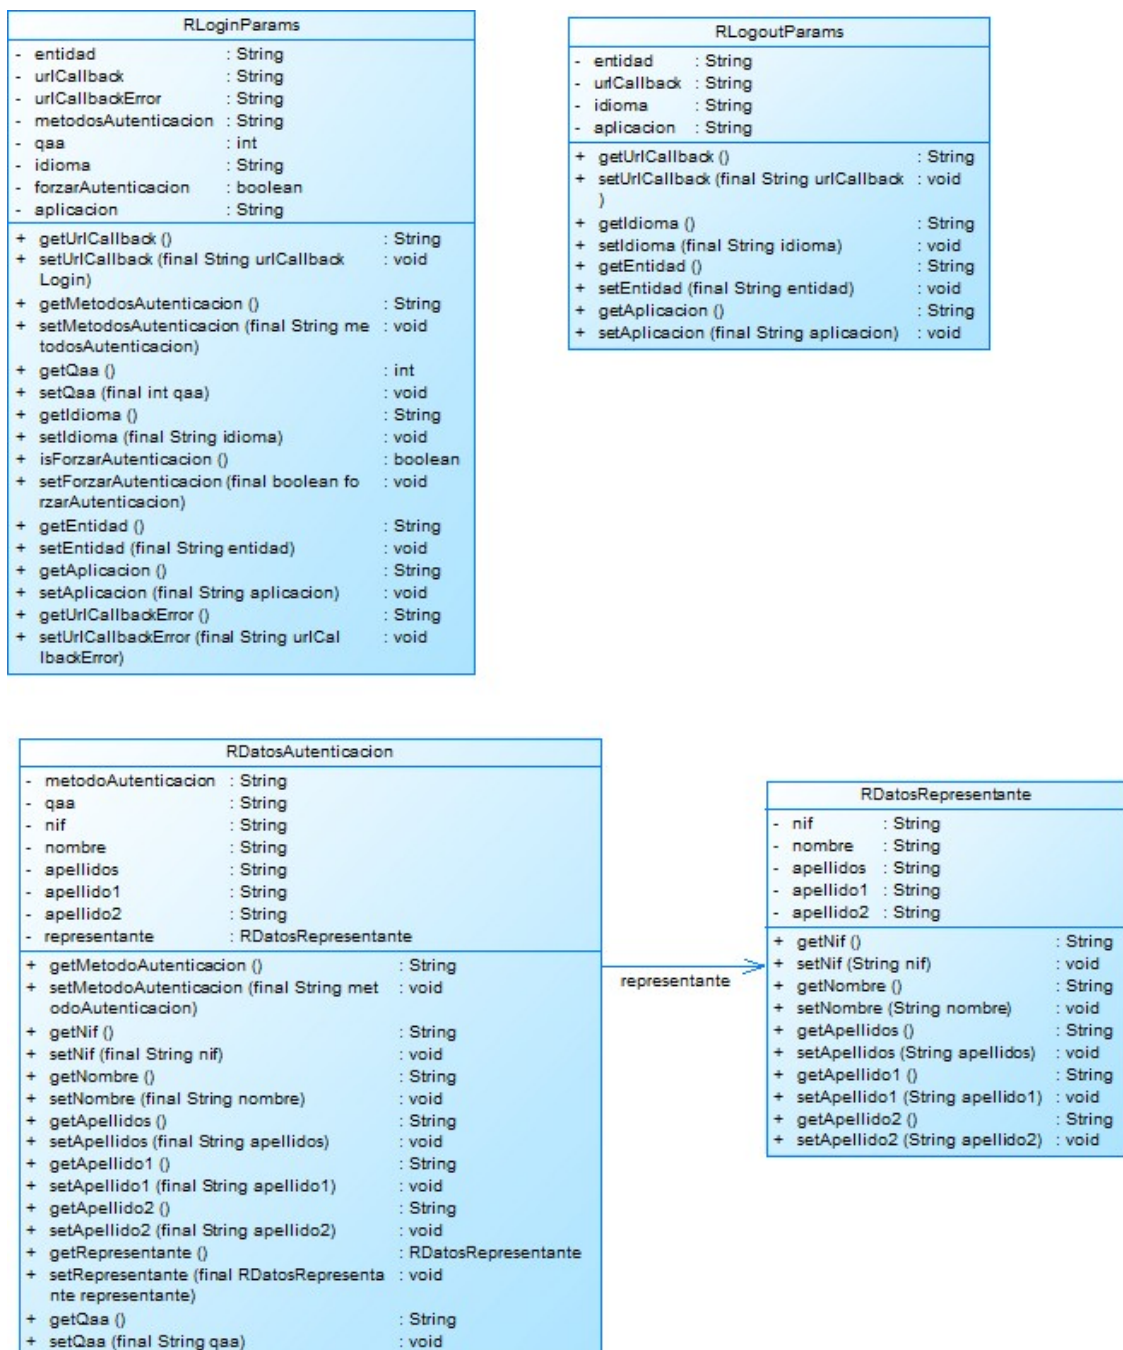 RLoginParams
- entidad : String
- urlCallback : String
- urlCallbackError : String
- metodosAutenticacion : String
- qaa : int
- idioma : String
- forzarAutenticacion : boolean
- aplicacion : String
+ getUrlCallback () : String
+ setUrlCallback (final String urlCallback : void
Login)
+ getMetodosAutenticacion () : String
+ setMetodosAutenticacion (final String me : void
todosAutenticacion)
+ getQaa () : int
+ setQaa (final int qaa) : void
+ getIdioma () : String
+ setIdioma (final String idioma) : void
+ isForzarAutenticacion () : boolean
+ setForzarAutenticacion (final boolean fo : void
rzarAutenticacion)
+ getEntidad () : String
+ setEntidad (final String entidad) : void
+ getAplicacion () : String
+ setAplicacion (final String aplicacion) : void
+ getUrlCallbackError () : String
+ setUrlCallbackError (final String urlCal : void
lbackError)
RLogoutParams
- entidad : String
- urlCallback : String
- idioma : String
- aplicacion : String
+ getUrlCallback () : String
+ setUrlCallback (final String urlCallback : void
)
+ getIdioma () : String
+ setIdioma (final String idioma) : void
+ getEntidad () : String
+ setEntidad (final String entidad) : void
+ getAplicacion () : String
+ setAplicacion (final String aplicacion) : void
RDatosAutenticacion
- metodoAutenticacion : String
- qaa : String
- nif : String
- nombre : String
- apellidos : String
- apellido1 : String
- apellido2 : String
- representante : RDatosRepresentante
+ getMetodoAutenticacion () : String
+ setMetodoAutenticacion (final String met : void
odoAutenticacion)
+ getNif () : String
+ setNif (final String nif) : void
+ getNombre () : String
+ setNombre (final String nombre) : void
+ getApellidos () : String
+ setApellidos (final String apellidos) : void
+ getApellido1 () : String
+ setApellido1 (final String apellido1) : void
+ getApellido2 () : String
+ setApellido2 (final String apellido2) : void
+ getRepresentante () : RDatosRepresentante
+ setRepresentante (final RDatosRepresenta : void
nte representante)
+ getQaa () : String
+ setQaa (final String qaa) : void
representante
RDatosRepresentante
- nif : String
- nombre : String
- apellidos : String
- apellido1 : String
- apellido2 : String
+ getNif () : String
+ setNif (String nif) : void
+ getNombre () : String
+ setNombre (String nombre) : void
+ getApellidos () : String
+ setApellidos (String apellidos) : void
+ getApellido1 () : String
+ setApellido1 (String apellido1) : void
+ getApellido2 () : String
+ setApellido2 (String apellido2) : void